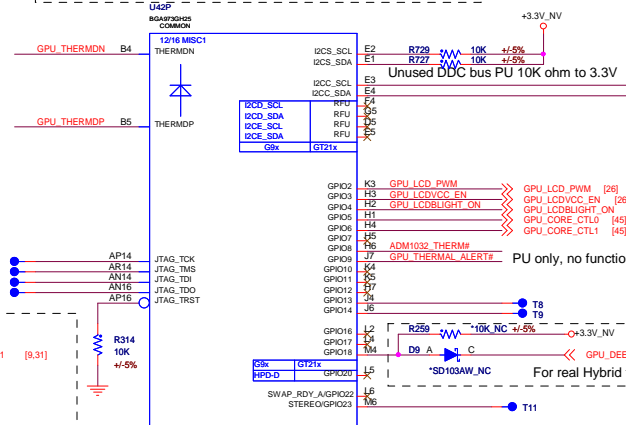 U42P
BGA973GH25
COMMON
+3.3V_NV
12/16 MISC1
GPU_THERMDN B4 THERMDN
I2CS_SCL E2 R729 10K +/-5%
I2CS_SDA E1 R727 10K +/-5%
Unused DDC bus PU 10K ohm to 3.3V
I2CC_SCL E3
I2CC_SDA E4
I2CD_SCL RFU F4
I2CD_SDA RFU G5
I2CE_SCL RFU D5
I2CE_SDA RFU E5
G9x GT21x
GPU_THERMDP B5 THERMDP
GPIO2 K3 GPU_LCD_PWM GPU_LCD_PWM [26]
GPIO3 H3 GPU_LCDVCC_EN GPU_LCDVCC_EN [26
GPIO4 H2 GPU_LCDBLIGHT_ON GPU_LCDBLIGHT_ON
GPIO5 H1 GPU_CORE_CTL0 [45]
GPIO6 H4 GPU_CORE_CTL1 [45]
GPIO7 H5
GPIO8 H6 ADM1032_THERM#
GPIO9 J7 GPU_THERMAL_ALERT# PU only, no functio
GPIO10 K4
GPIO11 K5
GPIO12 H7
GPIO13 J4 T8
GPIO14 J6 T9
AP14 JTAG_TCK
AR14 JTAG_TMS
AN14 JTAG_TDI
AN16 JTAG_TDO
AP16 JTAG_TRST
GPIO16 L2 R259 *10K_NC +/-5% +3.3V_NV
GPIO17 L4
GPIO18 M4 D9 A C GPU_DEE
*SD103AW_NC
R314
10K
+/-5%
1 [9,31]
G9x GT21x
HPD-D GPIO20 L5
For real Hybrid
SWAP_RDY_A/GPIO22 L6
STEREO/GPIO23 M6 T11